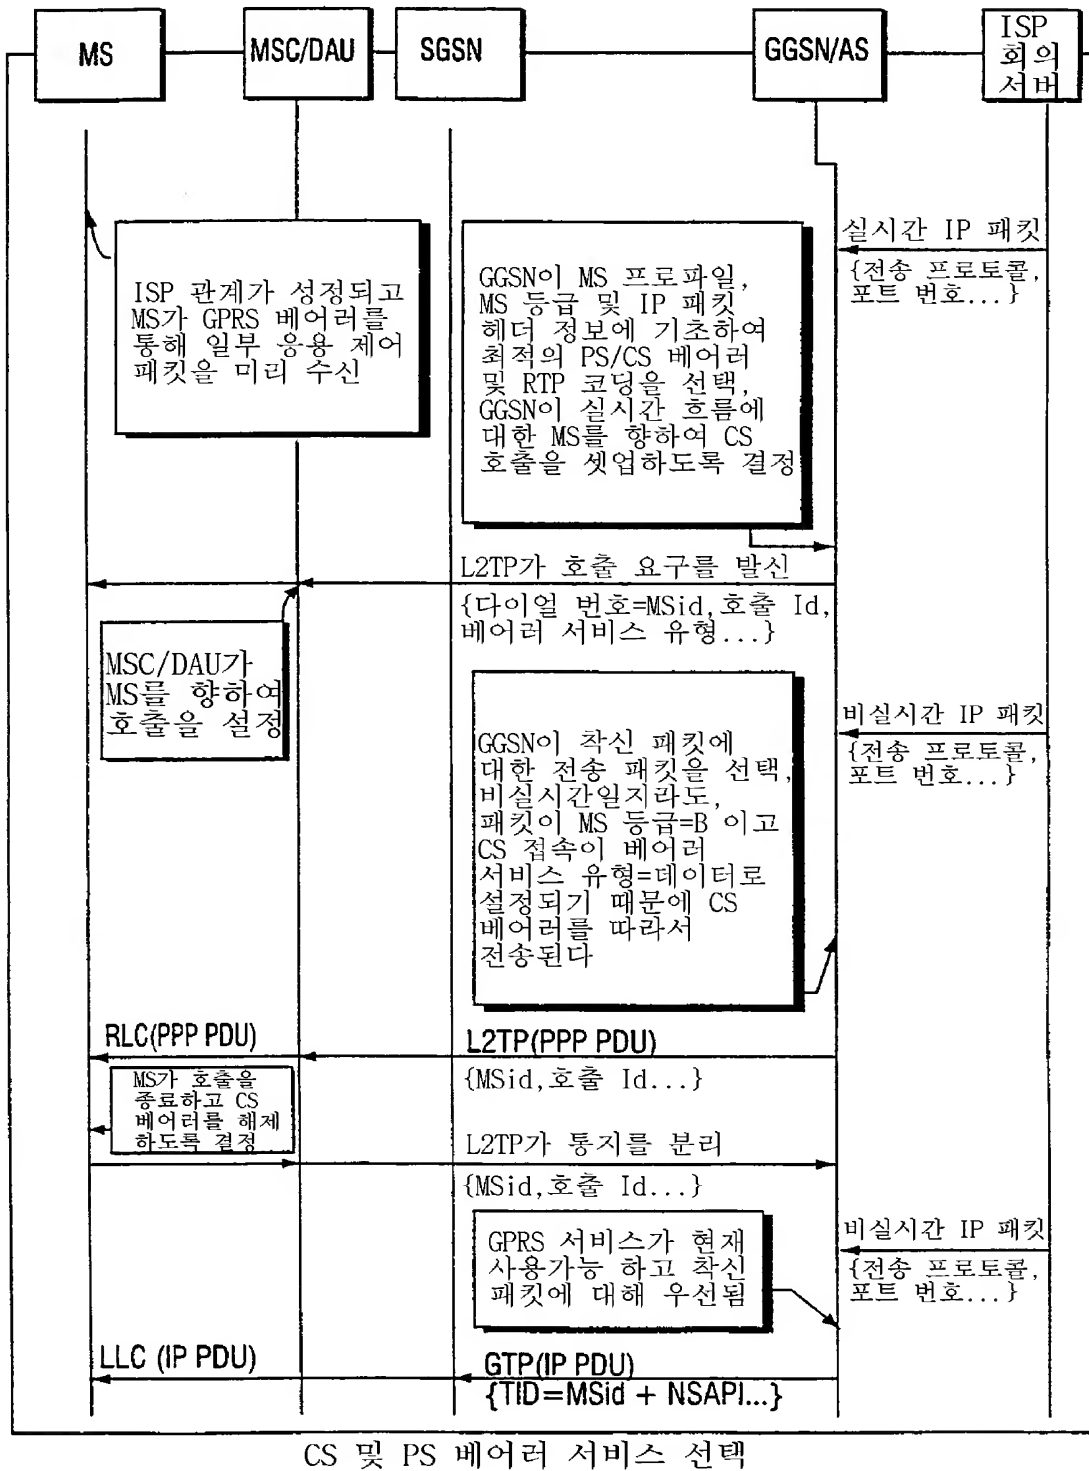 MS
MSC/DAU
SGSN
GGSN/AS
ISP
회의
서버
실시간 IP 패킷
{전송 프로토콜,
포트 번호...}
ISP 관계가 성정되고
MS가 GPRS 베어러를
통해 일부 응용 제어
패킷을 미리 수신
GGSN이 MS 프로파일,
MS 등급 및 IP 패킷
헤더 정보에 기초하여
최적의 PS/CS 베어러
및 RTP 코딩을 선택,
GGSN이 실시간 흐름에
대한 MS를 향하여 CS
호출을 셋업하도록 결정
L2TP가 호출 요구를 발신
{다이얼 번호=MSid,호출 Id,
베어러 서비스 유형...}
MSC/DAU가
MS를 향하여
호출을 설정
비실시간 IP 패킷
{전송 프로토콜,
포트 번호...}
GGSN이 착신 패킷에
대한 전송 패킷을 선택,
비실시간일지라도,
패킷이 MS 등급=B 이고
CS 접속이 베어러
서비스 유형=데이터로
설정되기 때문에 CS
베어러를 따라서
전송된다
RLC(PPP PDU)
L2TP(PPP PDU)
{MSid,호출 Id...}
MS가 호출을
종료하고 CS
베어러를 해제
하도록 결정
L2TP가 통지를 분리
{MSid,호출 Id...}
비실시간 IP 패킷
{전송 프로토콜,
포트 번호...}
GPRS 서비스가 현재
사용가능 하고 착신
패킷에 대해 우선됨
LLC (IP PDU)
GTP(IP PDU)
{TID=MSid + NSAPI...}
CS 및 PS 베어러 서비스 선택